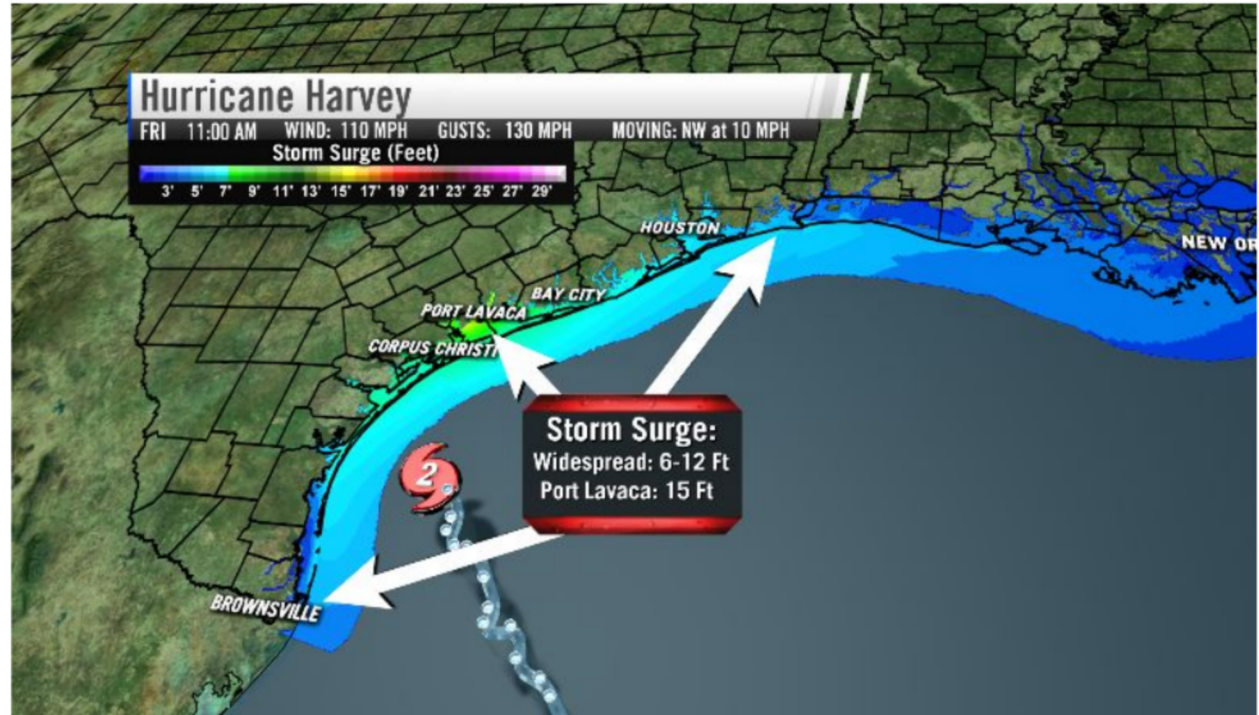 Hurricane Harvey
FRI 11:00 AM WIND: 110 MPH GUSTS: 130 MPH MOVING: NW at 10 MPH
Storm Surge (Feet)
3' 5' 7' 9' 11' 13' 15' 17' 19' 21' 23' 25' 27' 29'
HOUSTON
NEW OR
BAY CITY
PORT LAVACA
CORPUS CHRISTI
Storm Surge:
Widespread: 6-12 Ft
Port Lavaca: 15 Ft
2
BROWNSVILLE